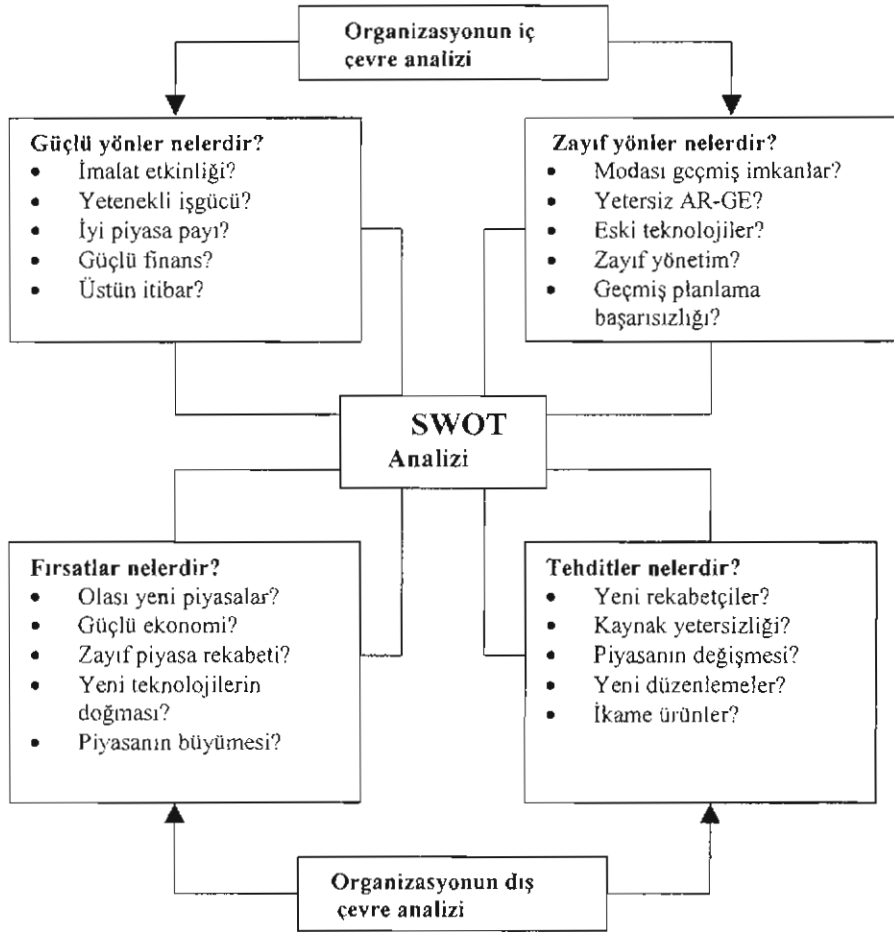 Organizasyonun iç
çevre analizi
Güçlü yönler nelerdir?
• İmalat etkinliği?
• Yetenekli işgücü?
• İyi piyasa payı?
• Güçlü finans?
• Üstün itibar?
Zayıf yönler nelerdir?
• Modası geçmiş imkanlar?
• Yetersiz AR-GE?
• Eski teknolojiler?
• Zayıf yönetim?
• Geçmiş planlama
başarısızlığı?
SWOT
Analizi
Fırsatlar nelerdir?
• Olası yeni piyasalar?
• Güçlü ekonomi?
• Zayıf piyasa rekabeti?
• Yeni teknolojilerin
doğması?
• Piyasanın büyümesi?
Tehditler nelerdir?
• Yeni rekabetçiler?
• Kaynak yetersizliği?
• Piyasanın değişmesi?
• Yeni düzenlemeler?
• İkame ürünler?
Organizasyonun dış
çevre analizi